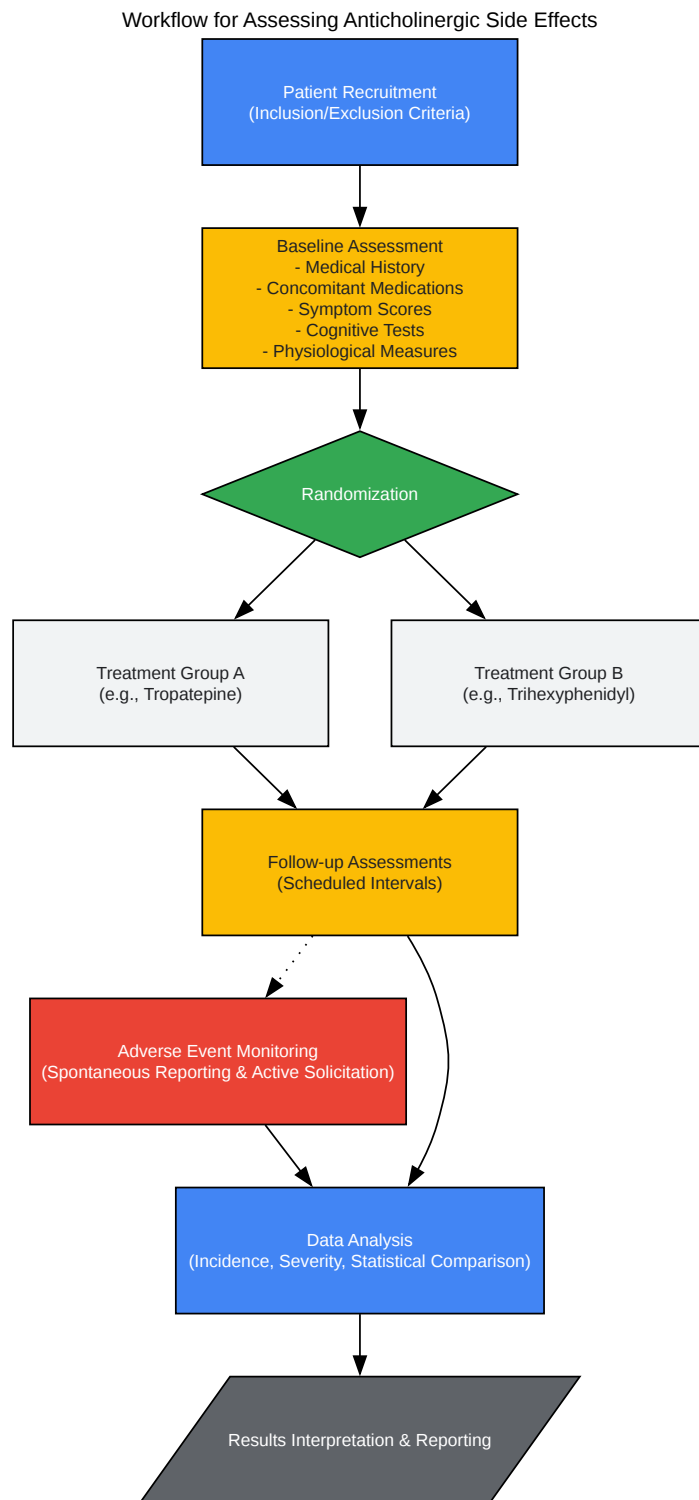 Workflow for Assessing Anticholinergic Side Effects
Patient Recruitment
(Inclusion/Exclusion Criteria)
Baseline Assessment
- Medical History
- Concomitant Medications
- Symptom Scores
- Cognitive Tests
- Physiological Measures
Randomization
Treatment Group A
(e.g., Tropatepine)
Treatment Group B
(e.g., Trihexyphenidyl)
Follow-up Assessments
(Scheduled Intervals)
Adverse Event Monitoring
(Spontaneous Reporting & Active Solicitation)
Data Analysis
(Incidence, Severity, Statistical Comparison)
Results Interpretation & Reporting